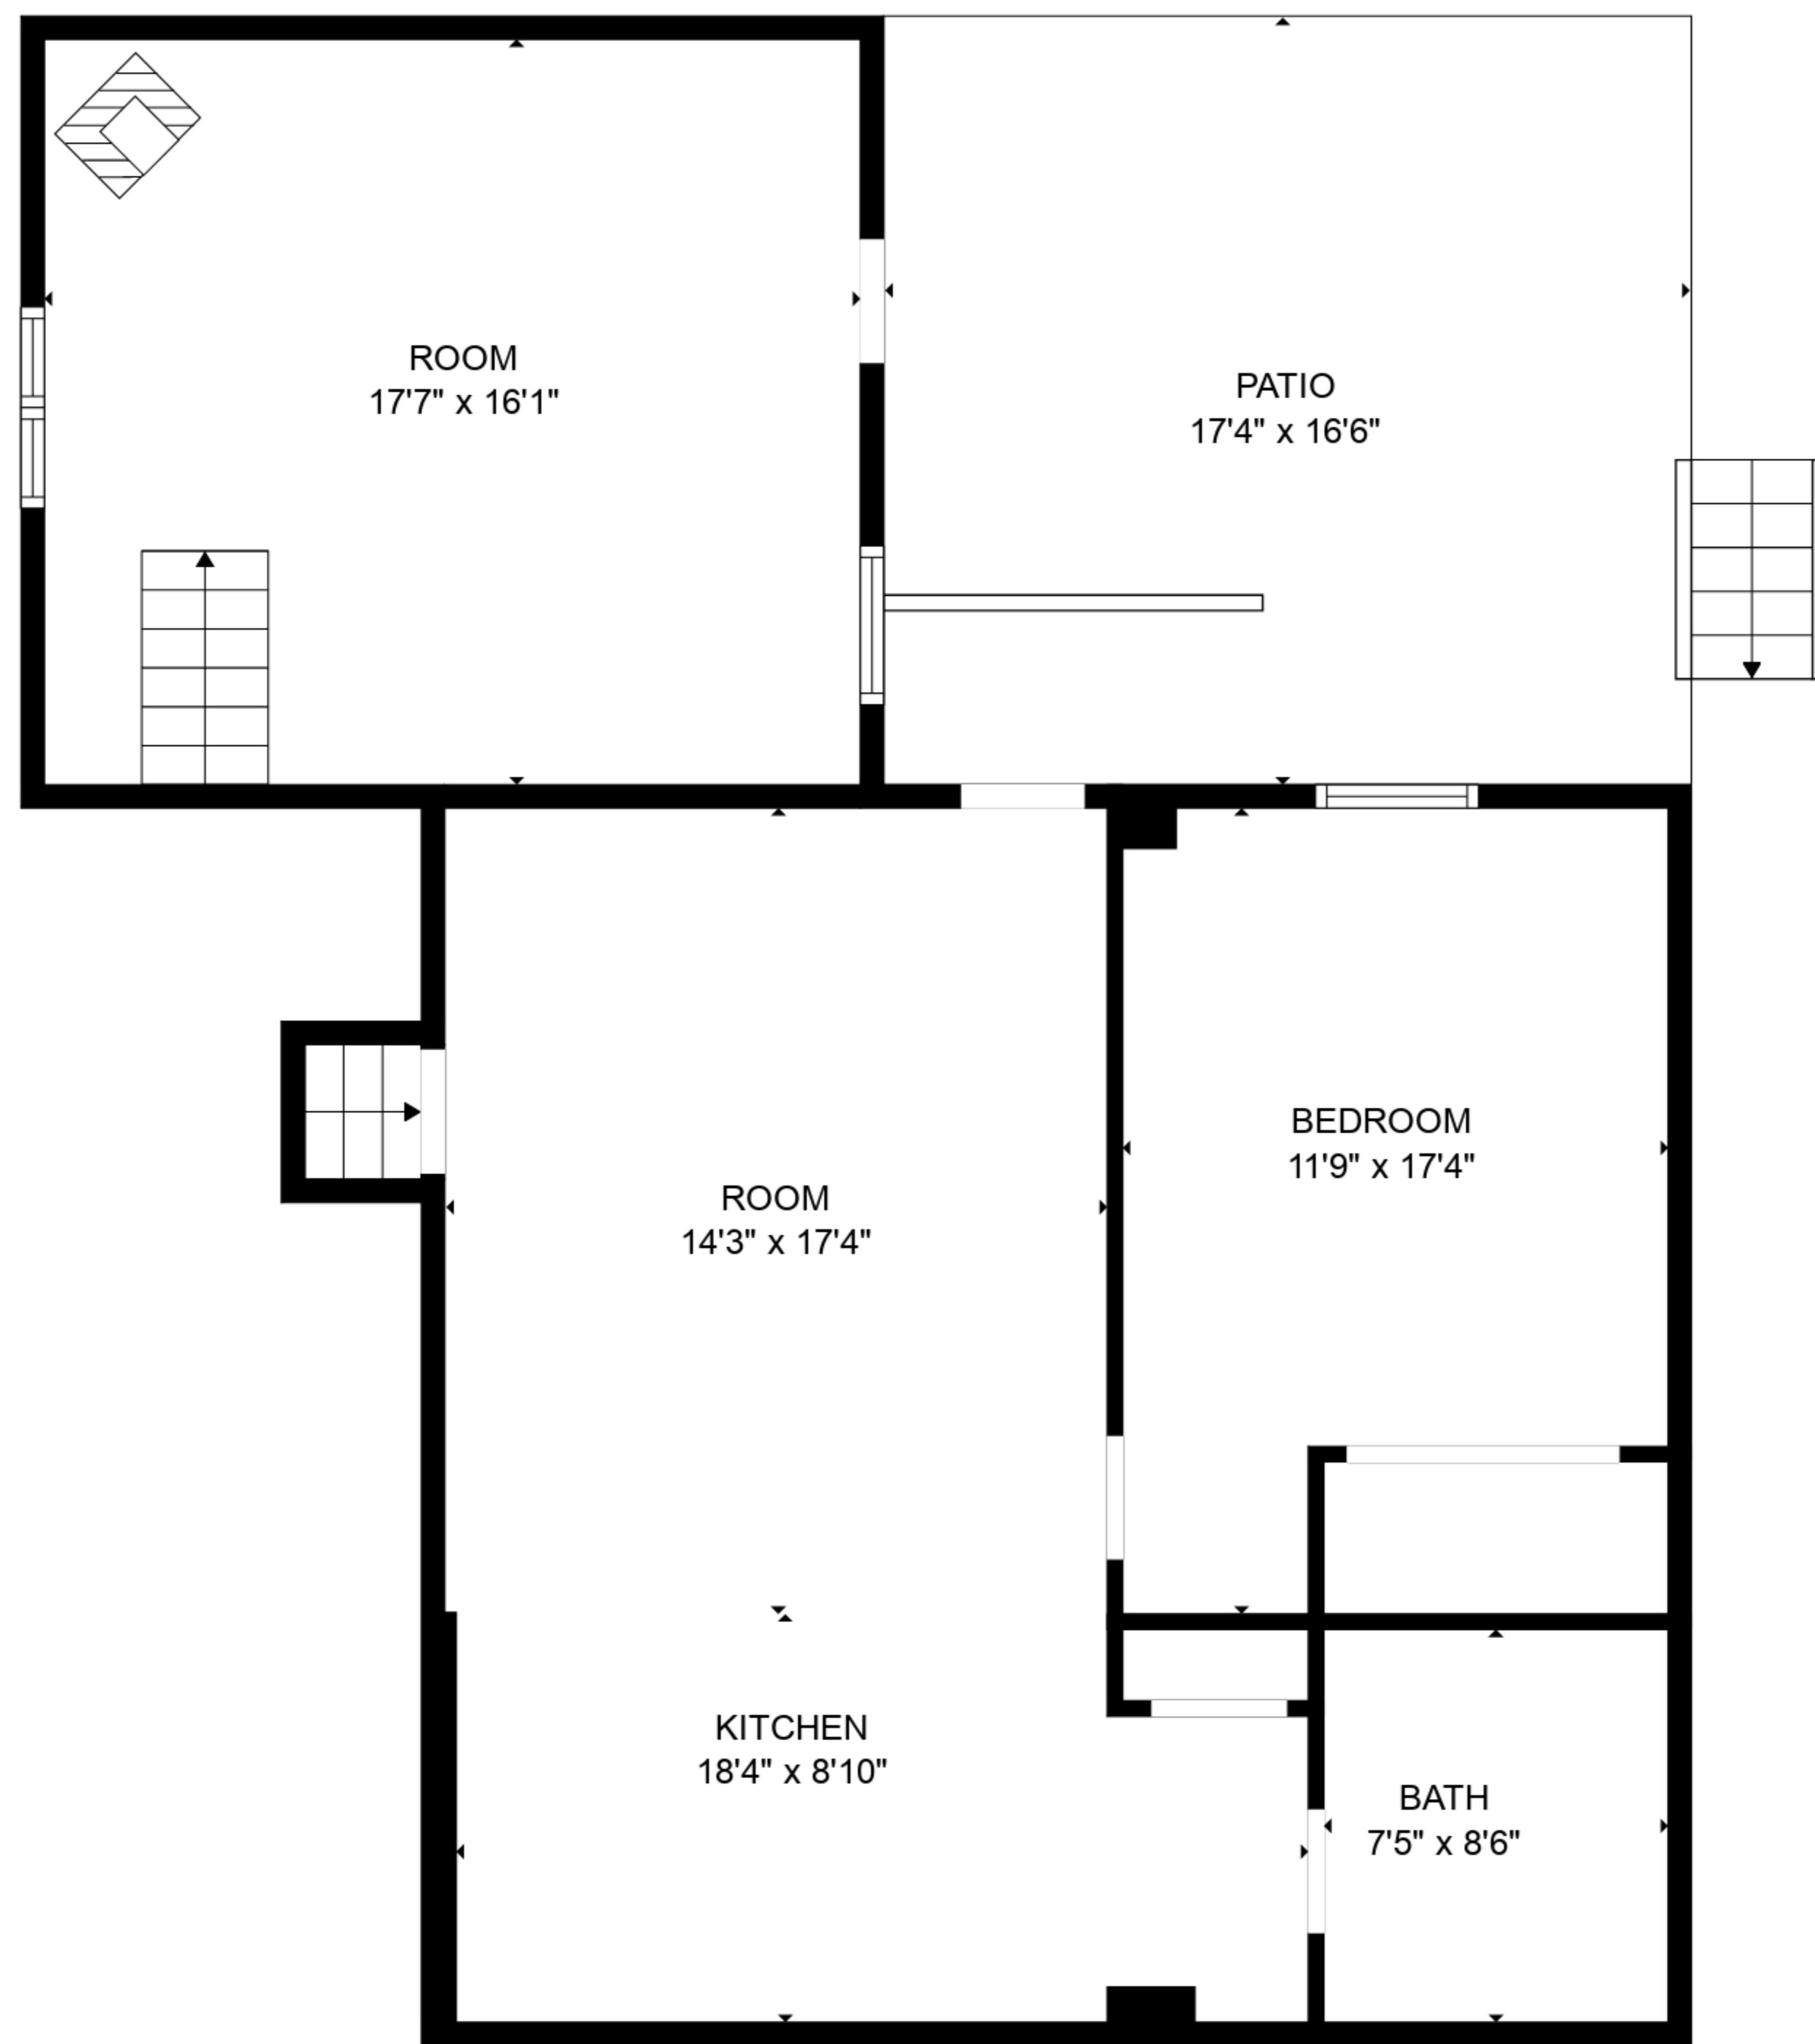 ROOM
17'7" x 16'1"
PATIO
17'4" x 16'6"
BEDROOM
11'9" x 17'4"
ROOM
14'3" x 17'4"
KITCHEN
18'4" x 8'10"
BATH
7'5" x 8'6"